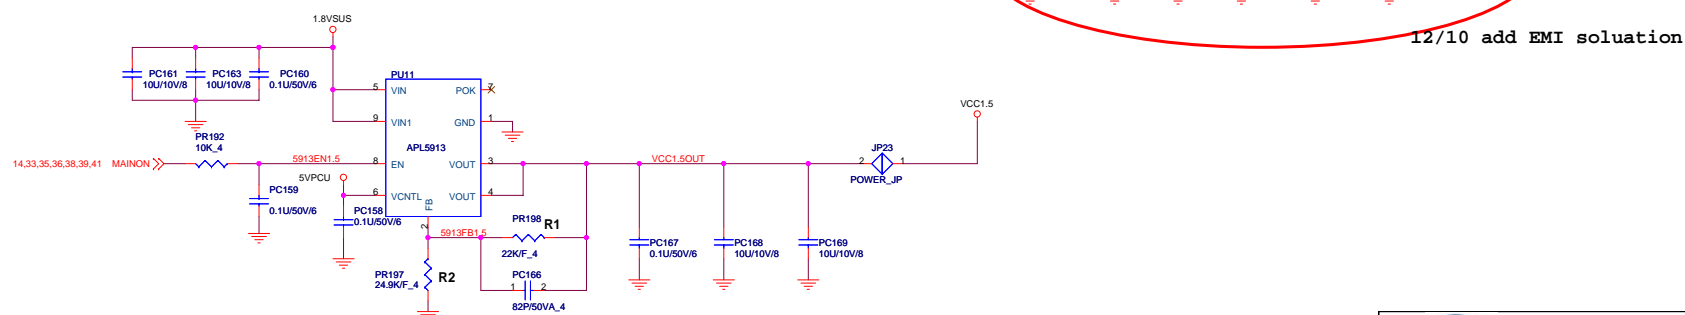 12/10 add EMI soluation
1.8VSUS
PC161
10U/10V/8
PC163
10U/10V/8
PC160
0.1U/50V/6
PU11
5 VIN
POK 7
9 VIN1
GND 1
APL5913
PR192
10K_4
14,33,35,36,38,39,41 MAINON
5913EN1.5
8 EN
VOUT 3
VCC1.5OUT
2 JP23 1
POWER_JP
VCC1.5
5VPCU
6 VCNTL
VOUT 4
FB
2
PC159
0.1U/50V/6
PC158
0.1U/50V/6
5913FB1.5
PR198 R1
22K/F_4
PR197
24.9K/F_4
R2
PC166
1 2
82P/50VA_4
PC167
0.1U/50V/6
PC168
10U/10V/8
PC169
10U/10V/8